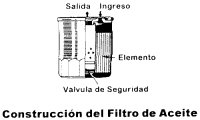 Salida Ingreso
Elemento
Valvula de Seguridad
Construcción del Filtro de Aceite